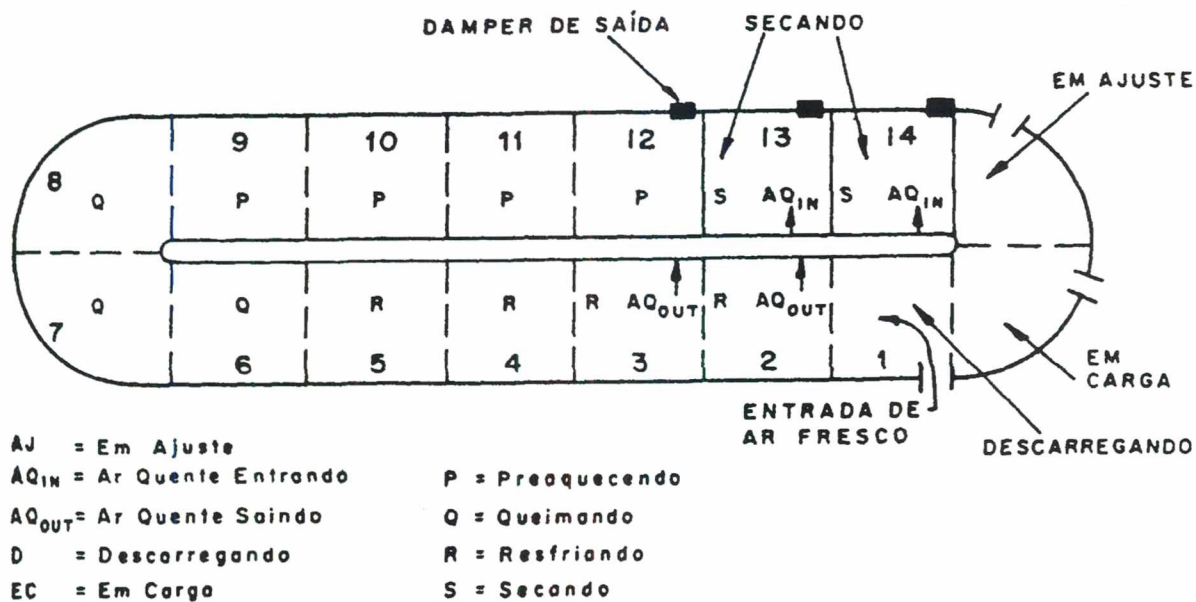 DAMPER DE SAÍDA SECANDO
EM AJUSTE
9 10 11 12 13 14
8 Q P P P P S AQIN S AQIN
Q Q R R R AQOUT R AQOUT
7 6 5 4 3 2 1
EM
CARGA
ENTRADA DE
AR FRESCO
DESCARREGANDO
AJ = Em Ajuste
AQIN = Ar Quente Entrando P = Preaquecendo
AQOUT = Ar Quente Saindo Q = Queimando
D = Descarregando R = Resfriando
EC = Em Carga S = Secando